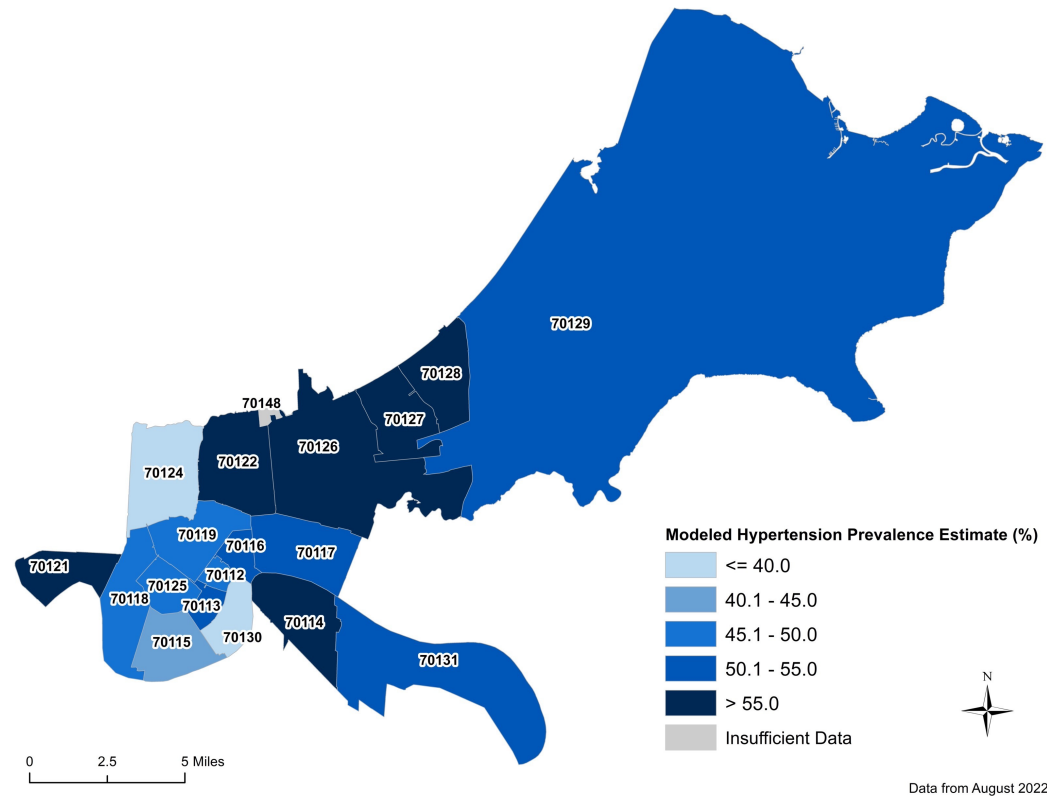 70129
70128
70148
70127
70126
70122
70124
70119
70116
70117
70121
70112
70125
70118
70113
70114
70130
70115
70131
Modeled Hypertension Prevalence Estimate (%)
<= 40.0
40.1 - 45.0
45.1 - 50.0
50.1 - 55.0
> 55.0
Insufficient Data
N
0 2.5 5 Miles
Data from August 2022